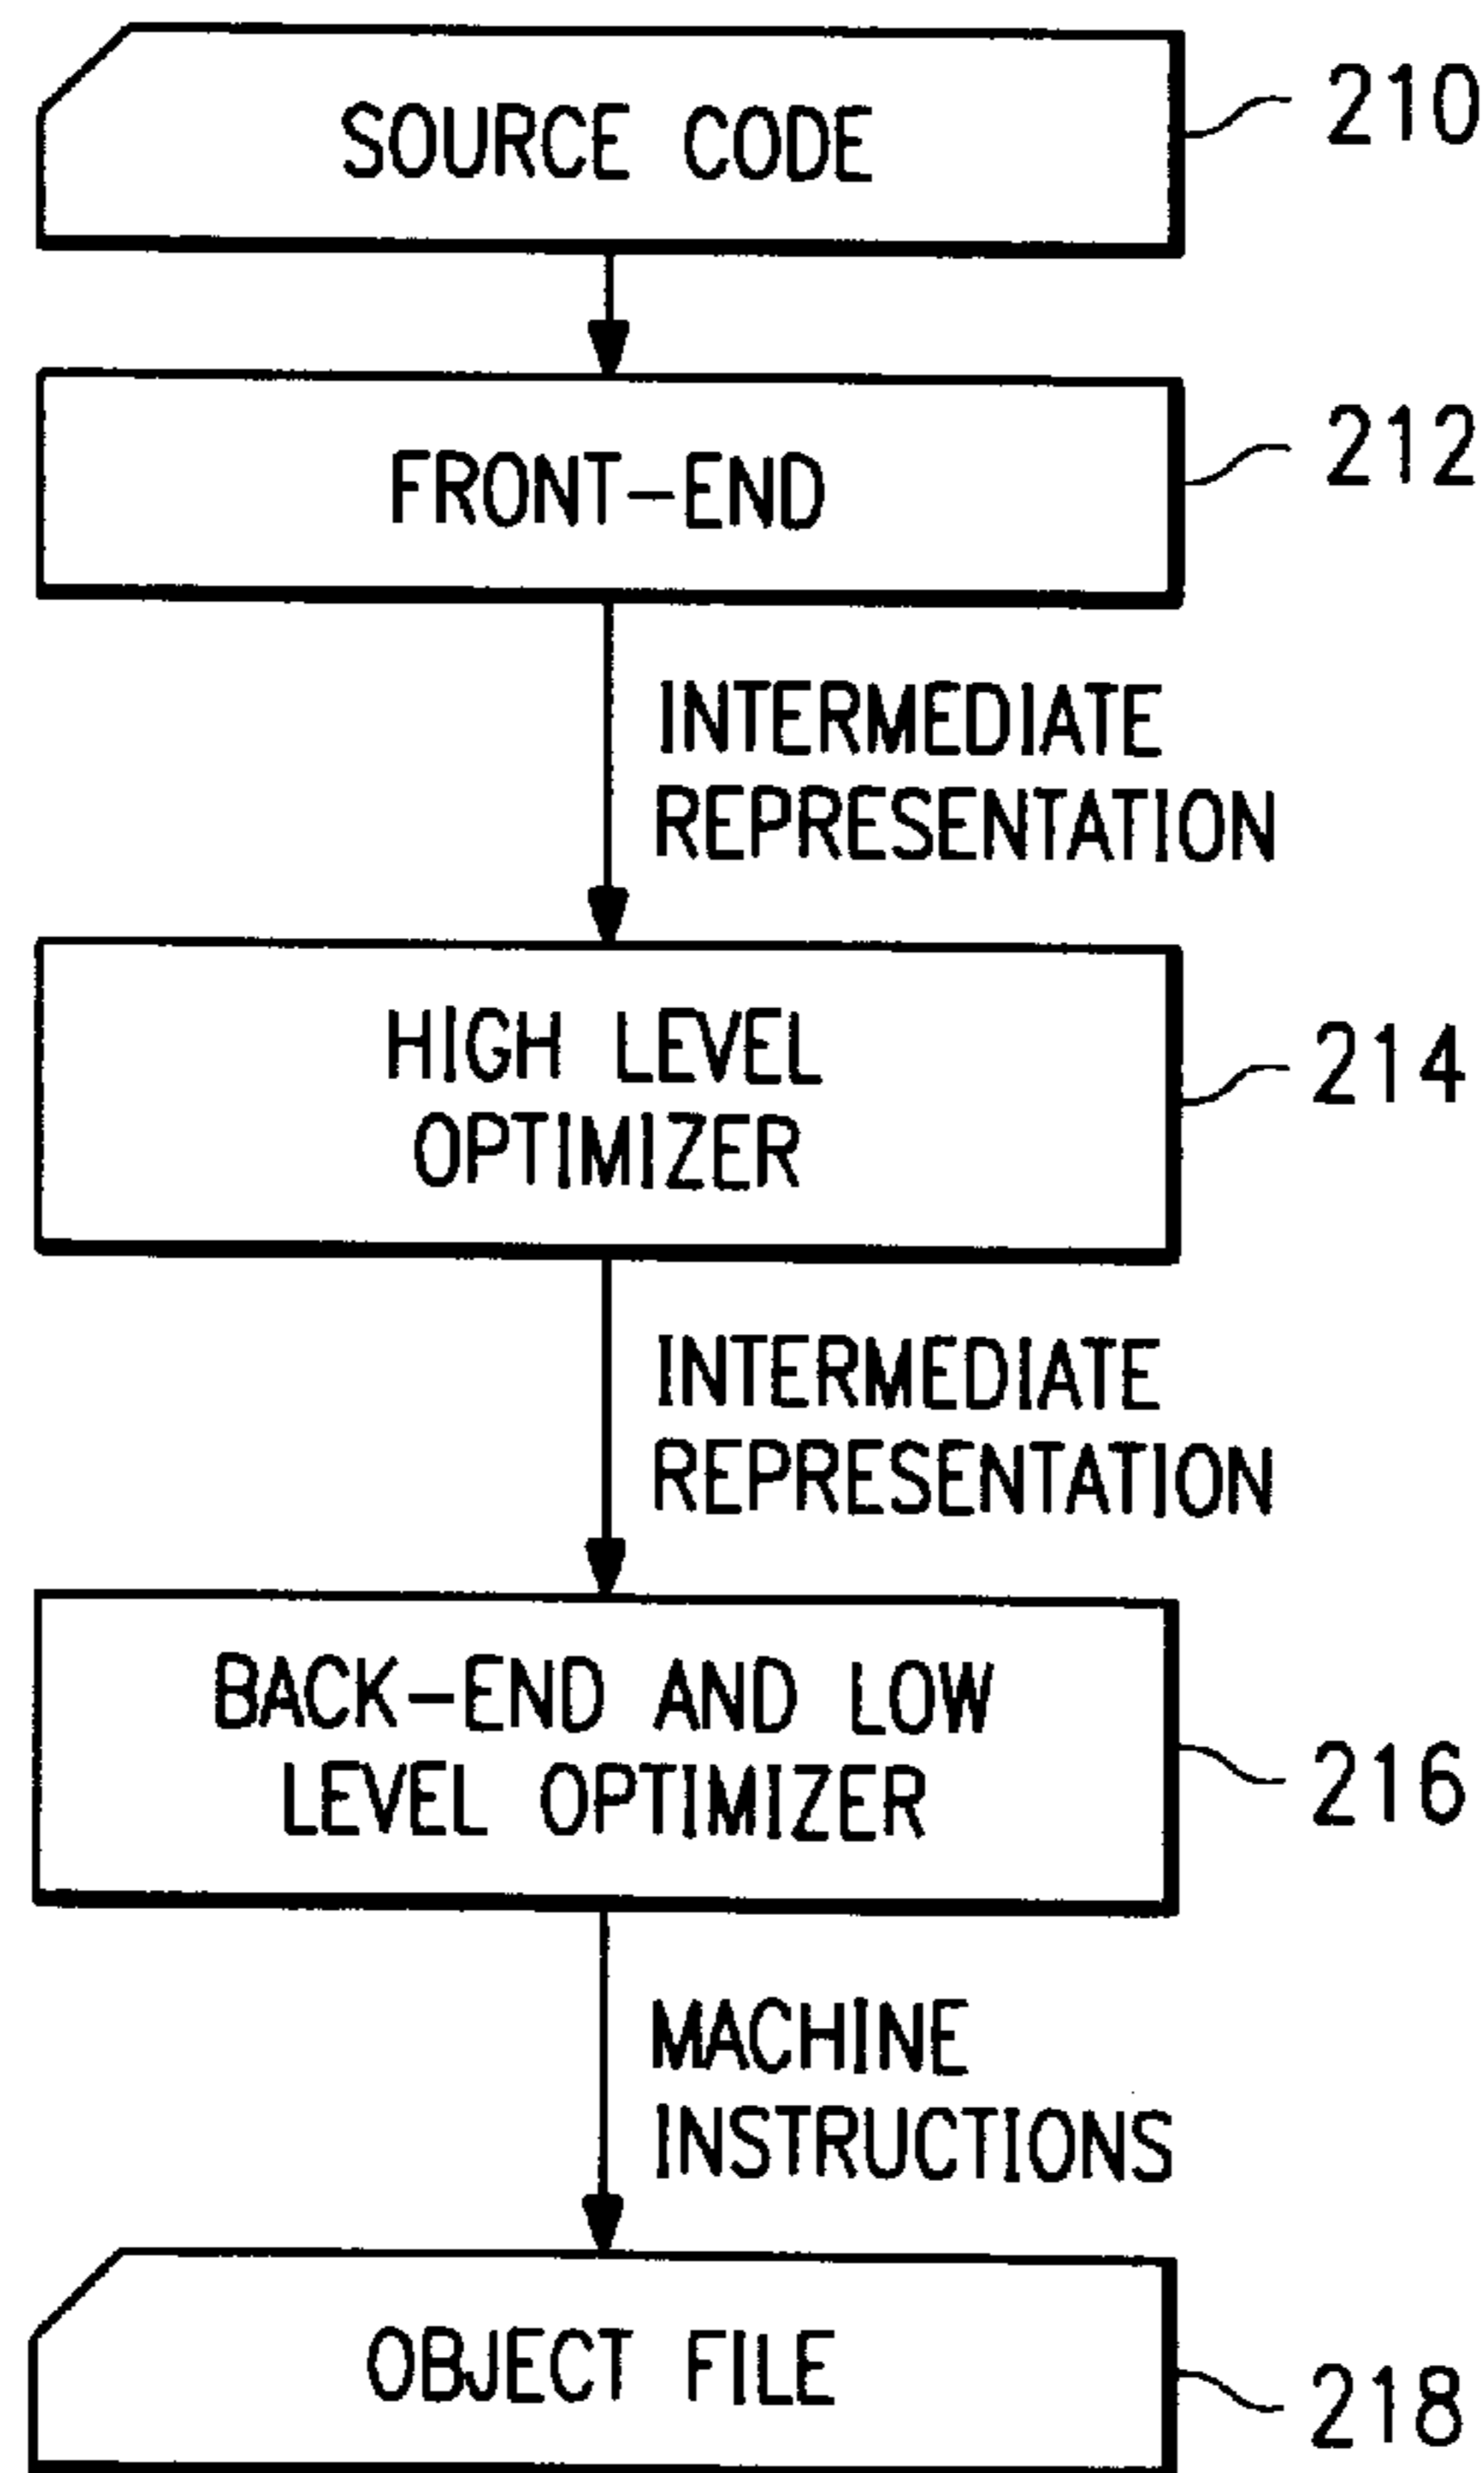 SOURCE CODE
210
FRONT-END
212
INTERMEDIATE
REPRESENTATION
HIGH LEVEL
OPTIMIZER
214
INTERMEDIATE
REPRESENTATION
BACK-END AND LOW
LEVEL OPTIMIZER
216
MACHINE
INSTRUCTIONS
OBJECT FILE
218